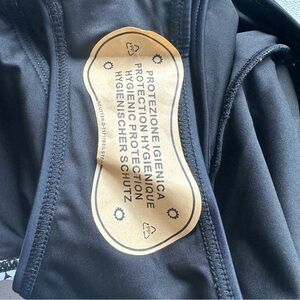 PROTEZIONE IGIENICA
PROTECTION HYGIENIQUE
HYGIENIC PROTECTION
HYGIENISCHER SCHUTZ